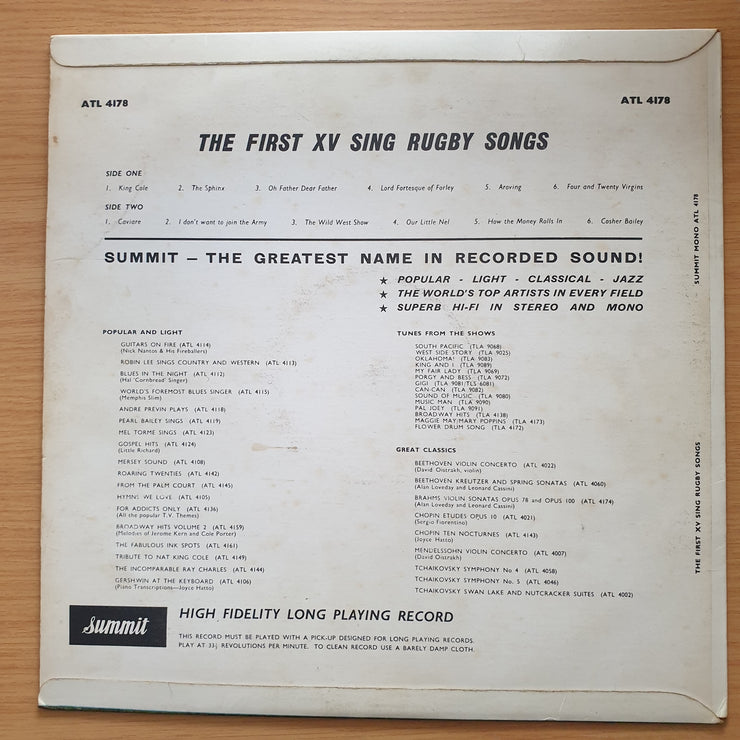 ATL 4178
ATL 4178
THE FIRST XV SING RUGBY SONGS
SIDE ONE
1. King Cole 2. The Sphinx 3. Oh Father Dear Father 4. Lord Fortesque of Forley 5. Aroving 6. Four and Twenty Virgins
SIDE TWO
1. Caviare 2. I don't want to join the Army 3. The Wild West Show 4. Our Little Nel 5. How the Money Rolls In 6. Cosher Bailey
SUMMIT – THE GREATEST NAME IN RECORDED SOUND!
★ POPULAR - LIGHT - CLASSICAL - JAZZ
★ THE WORLD'S TOP ARTISTS IN EVERY FIELD
★ SUPERB HI-FI IN STEREO AND MONO
POPULAR AND LIGHT
GUITARS ON FIRE (ATL 4114)
(Nick Nantos & His Fireballers)
ROBIN LEE SINGS COUNTRY AND WESTERN (ATL 4113)
BLUES IN THE NIGHT (ATL 4112)
(Hal 'Cornbread' Singer)
WORLD'S FOREMOST BLUES SINGER (ATL 4115)
(Memphis Slim)
ANDRE PREVIN PLAYS (ATL 4118)
PEARL BAILEY SINGS (ATL 4119)
MEL TORME SINGS (ATL 4123)
GOSPEL HITS (ATL 4124)
(Little Richard)
MERSEY SOUND (ATL 4108)
ROARING TWENTIES (ATL 4142)
FROM THE PALM COURT (ATL 4145)
HYMNS WE LOVE (ATL 4105)
FOR ADDICTS ONLY (ATL 4136)
(All the popular T.V. Themes)
BROADWAY HITS VOLUME 2 (ATL 4159)
(Melodies of Jerome Kern and Cole Porter)
THE FABULOUS INK SPOTS (ATL 4161)
TRIBUTE TO NAT KING COLE (ATL 4149)
THE INCOMPARABLE RAY CHARLES (ATL 4144)
GERSHWIN AT THE KEYBOARD (ATL 4106)
(Piano Transcriptions—Joyce Hatto)
TUNES FROM THE SHOWS
SOUTH PACIFIC (TLA 9068)
WEST SIDE STORY (TLA 9025)
OKLAHOMA! (TLA 9083)
KING AND I (TLA 9089)
MY FAIR LADY (TLA 9069)
PORGY AND BESS (TLA 9072)
GIGI (TLA 9081/TLS 6081)
CAN-CAN (TLA 9082)
SOUND OF MUSIC (TLA 9080)
MUSIC MAN (TLA 9090)
PAL JOEY (TLA 9091)
BROADWAY HITS (TLA 4138)
MAGGIE MAY/MARY POPPINS (TLA 4173)
FLOWER DRUM SONG (TLA 4172)
GREAT CLASSICS
BEETHOVEN VIOLIN CONCERTO (ATL 4022)
(David Oistrakh, violin)
BEETHOVEN KREUTZER AND SPRING SONATAS (ATL 4060)
(Alan Loveday and Leonard Cassini)
BRAHMS VIOLIN SONATAS OPUS 78 and OPUS 100 (ATL 4174)
(Alan Loveday and Leonard Cassini)
CHOPIN ETUDES OPUS 10 (ATL 4021)
(Sergio Fiorentino)
CHOPIN TEN NOCTURNES (ATL 4143)
(Joyce Hatto)
MENDELSSOHN VIOLIN CONCERTO (ATL 4007)
(David Oistrakh)
TCHAIKOVSKY SYMPHONY No. 4 (ATL 4058)
TCHAIKOVSKY SYMPHONY No. 5 (ATL 4046)
TCHAIKOVSKY SWAN LAKE AND NUTCRACKER SUITES (ATL 4002)
Summit
HIGH FIDELITY LONG PLAYING RECORD
THIS RECORD MUST BE PLAYED WITH A PICK-UP DESIGNED FOR LONG PLAYING RECORDS.
PLAY AT 33⅓ REVOLUTIONS PER MINUTE. TO CLEAN RECORD USE A BARELY DAMP CLOTH.
SUMMIT MONO ATL 4178
THE FIRST XV SING RUGBY SONGS